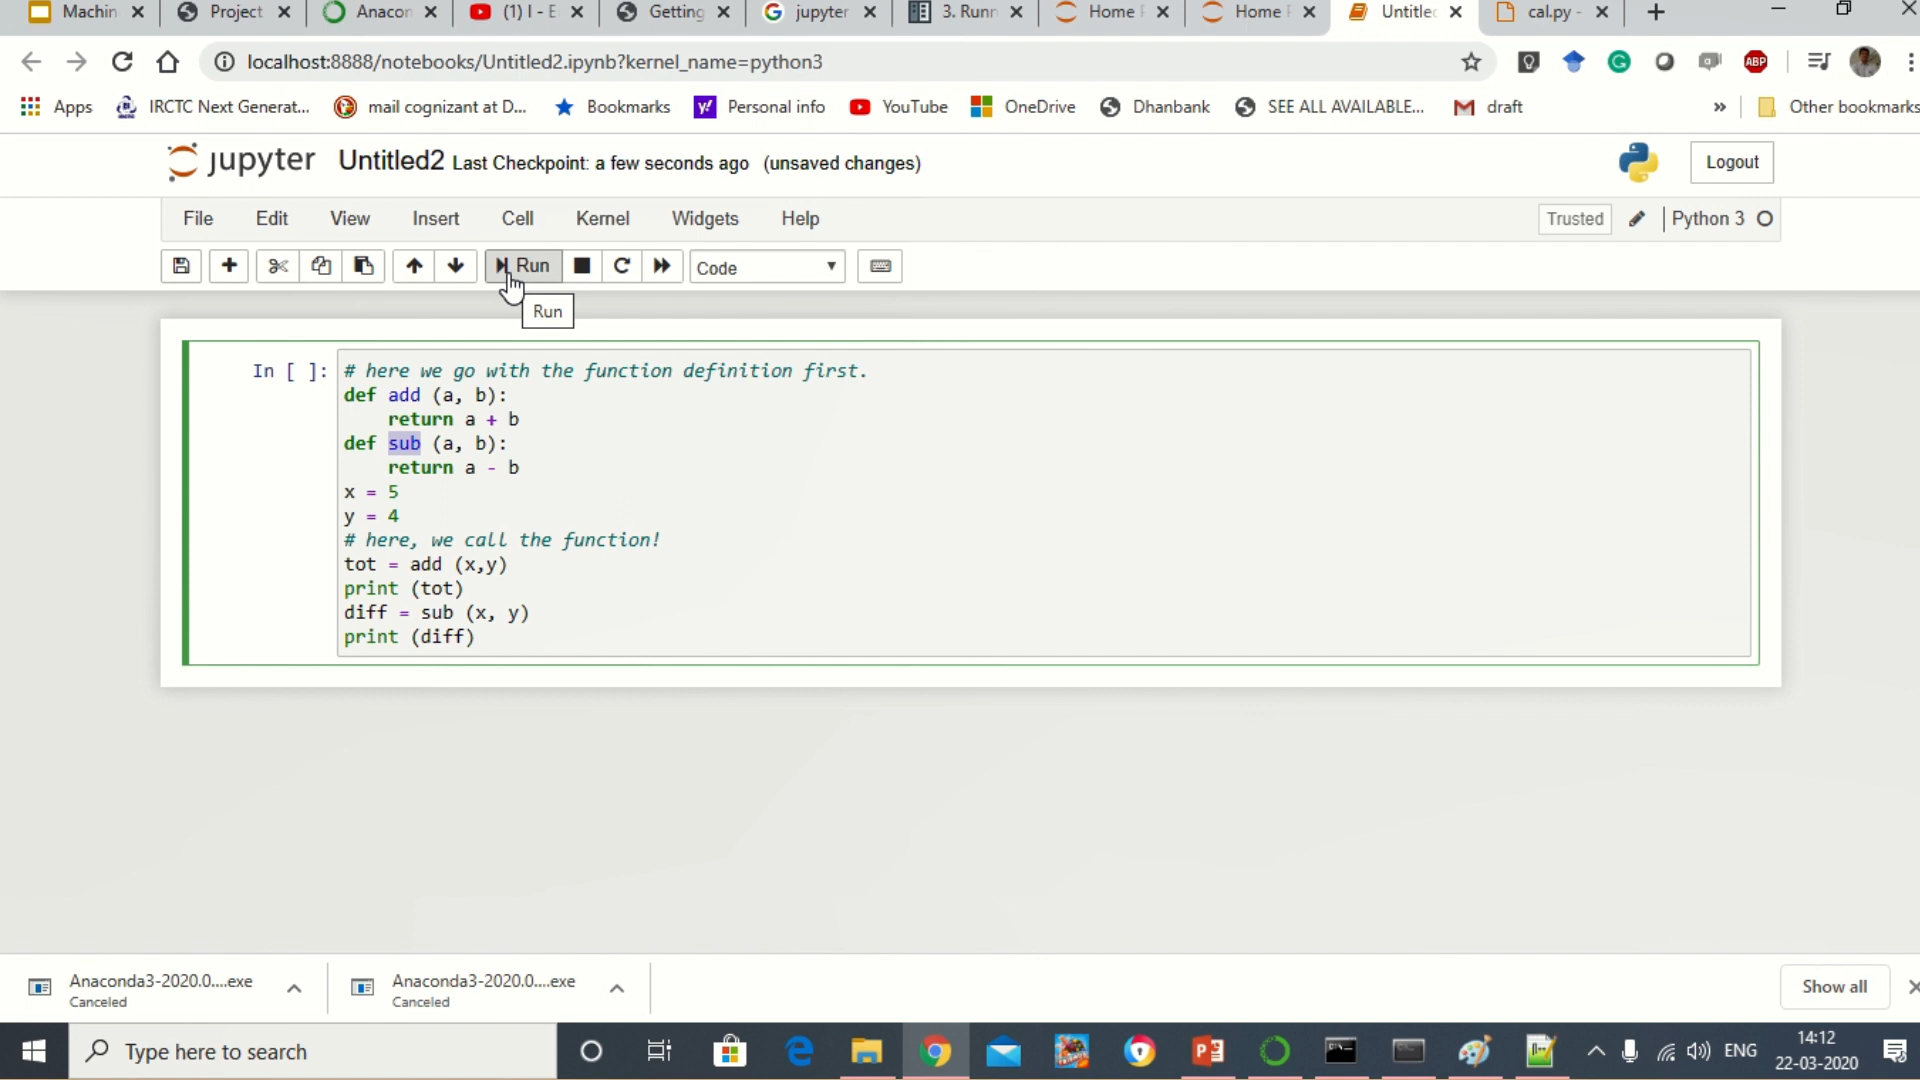 Machin Project Anacon (1) I - E Getting jupyter 3. Runn Home Home Untitled cal.py -
localhost:8888/notebooks/Untitled2.ipynb?kernel_name=python3
ABP
Apps IRCTC Next Generat... mail cognizant at D... Bookmarks Personal info YouTube OneDrive Dhanbank SEE ALL AVAILABLE... draft » Other bookmarks
jupyter Untitled2 Last Checkpoint: a few seconds ago (unsaved changes) Logout
File Edit View Insert Cell Kernel Widgets Help Trusted Python 3
Run Code
Run
In [ ]: # here we go with the function definition first.
def add (a, b):
return a + b
def sub (a, b):
return a - b
x = 5
y = 4
# here, we call the function!
tot = add (x,y)
print (tot)
diff = sub (x, y)
print (diff)
Anaconda3-2020.0....exe Anaconda3-2020.0....exe Show all
Canceled Canceled
Type here to search ENG 14:12
22-03-2020